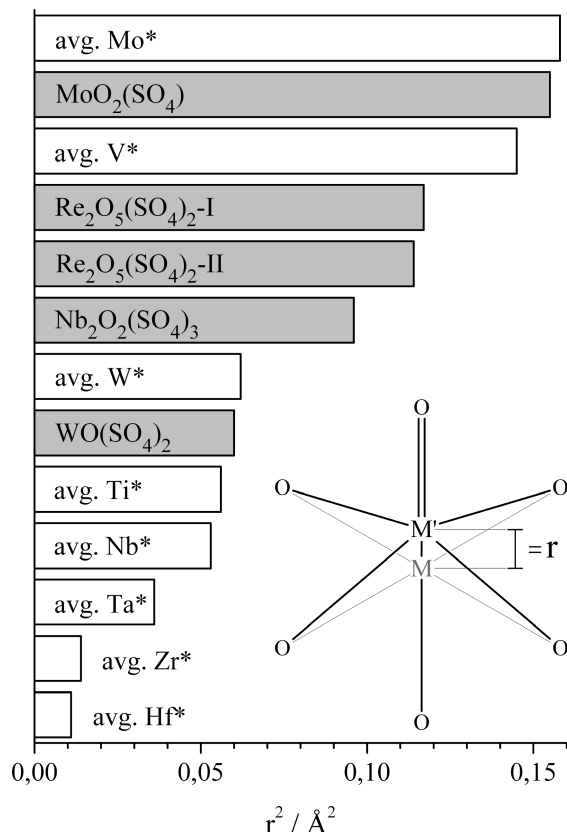 avg. Mo*
MoO₂(SO₄)
avg. V*
Re₂O₅(SO₄)₂-I
Re₂O₅(SO₄)₂-II
Nb₂O₂(SO₄)₃
avg. W*
WO(SO₄)₂
avg. Ti*
avg. Nb*
avg. Ta*
avg. Zr*
avg. Hf*
O
O O
M'
= r
M
O O
O
0,00 0,05 0,10 0,15
r² / Å²